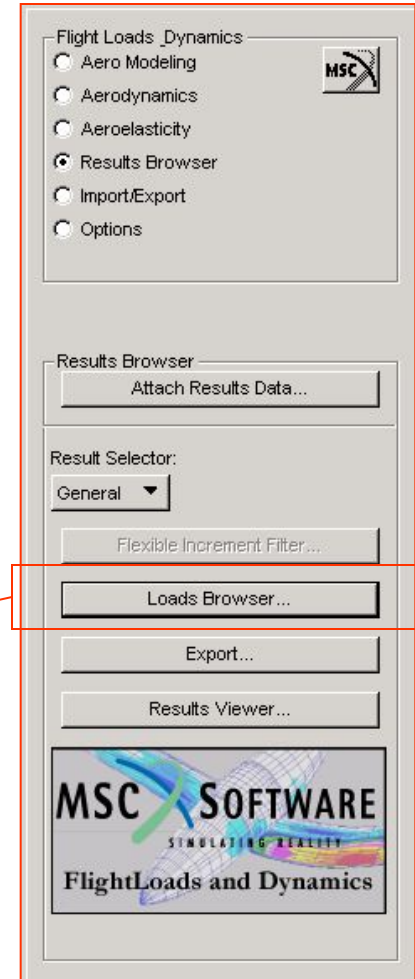 Flight Loads _Dynamics
MSC
Aero Modeling
Aerodynamics
Aeroelasticity
Results Browser
Import/Export
Options
Results Browser
Attach Results Data...
Result Selector:
General
Flexible Increment Filter...
Loads Browser...
Export...
Results Viewer...
MSC SOFTWARE
SIMULATING REALITY
FlightLoads and Dynamics